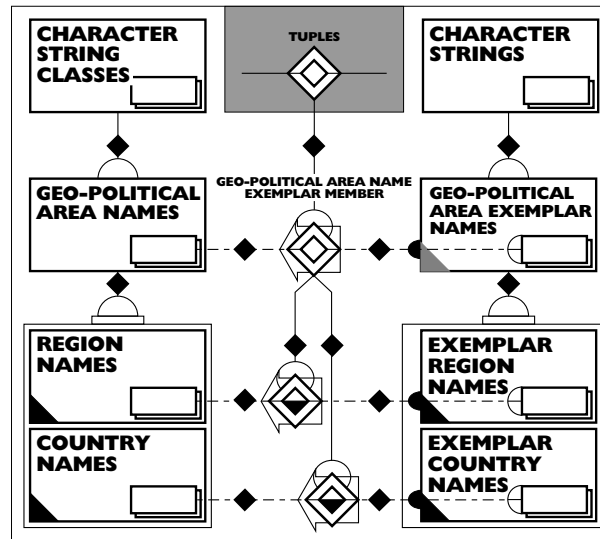 CHARACTER
STRING
CLASSES
TUPLES
CHARACTER
STRINGS
GEO-POLITICAL
AREA NAMES
GEO-POLITICAL AREA NAME
EXEMPLAR MEMBER
GEO-POLITICAL
AREA EXEMPLAR
NAMES
REGION
NAMES
EXEMPLAR
REGION
NAMES
COUNTRY
NAMES
EXEMPLAR
COUNTRY
NAMES